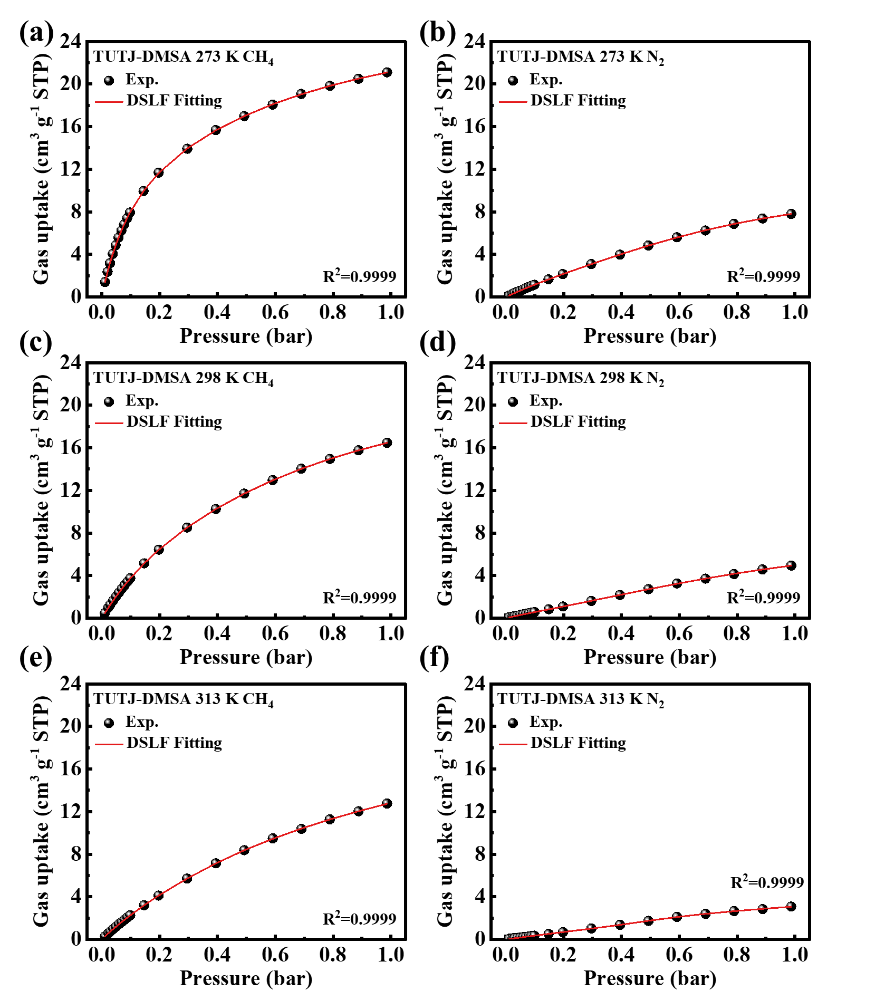 (a)
TUTJ-DMSA 273 K CH₄
Exp.
DSLF Fitting
R²=0.9999
24
20
16
12
8
4
0
Gas uptake (cm³ g⁻¹ STP)
0.0 0.2 0.4 0.6 0.8 1.0
Pressure (bar)
(b)
TUTJ-DMSA 273 K N₂
Exp.
DSLF Fitting
R²=0.9999
24
20
16
12
8
4
0
Gas uptake (cm³ g⁻¹ STP)
0.0 0.2 0.4 0.6 0.8 1.0
Pressure (bar)
(c)
TUTJ-DMSA 298 K CH₄
Exp.
DSLF Fitting
R²=0.9999
24
20
16
12
8
4
0
Gas uptake (cm³ g⁻¹ STP)
0.0 0.2 0.4 0.6 0.8 1.0
Pressure (bar)
(d)
TUTJ-DMSA 298 K N₂
Exp.
DSLF Fitting
R²=0.9999
24
20
16
12
8
4
0
Gas uptake (cm³ g⁻¹ STP)
0.0 0.2 0.4 0.6 0.8 1.0
Pressure (bar)
(e)
TUTJ-DMSA 313 K CH₄
Exp.
DSLF Fitting
R²=0.9999
24
20
16
12
8
4
0
Gas uptake (cm³ g⁻¹ STP)
0.0 0.2 0.4 0.6 0.8 1.0
Pressure (bar)
(f)
TUTJ-DMSA 313 K N₂
Exp.
DSLF Fitting
R²=0.9999
24
20
16
12
8
4
0
Gas uptake (cm³ g⁻¹ STP)
0.0 0.2 0.4 0.6 0.8 1.0
Pressure (bar)